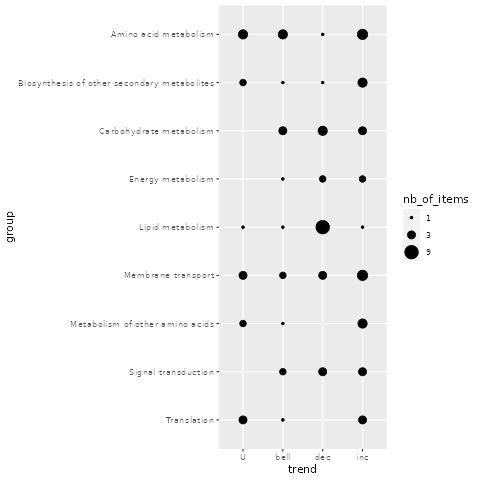 Amino acid metabolism
Biosynthesis of other secondary metabolites
Carbohydrate metabolism
Energy metabolism
Lipid metabolism
Membrane transport
Metabolism of other amino acids
Signal transduction
Translation
group
U bell dec inc
trend
nb_of_items
1
3
9